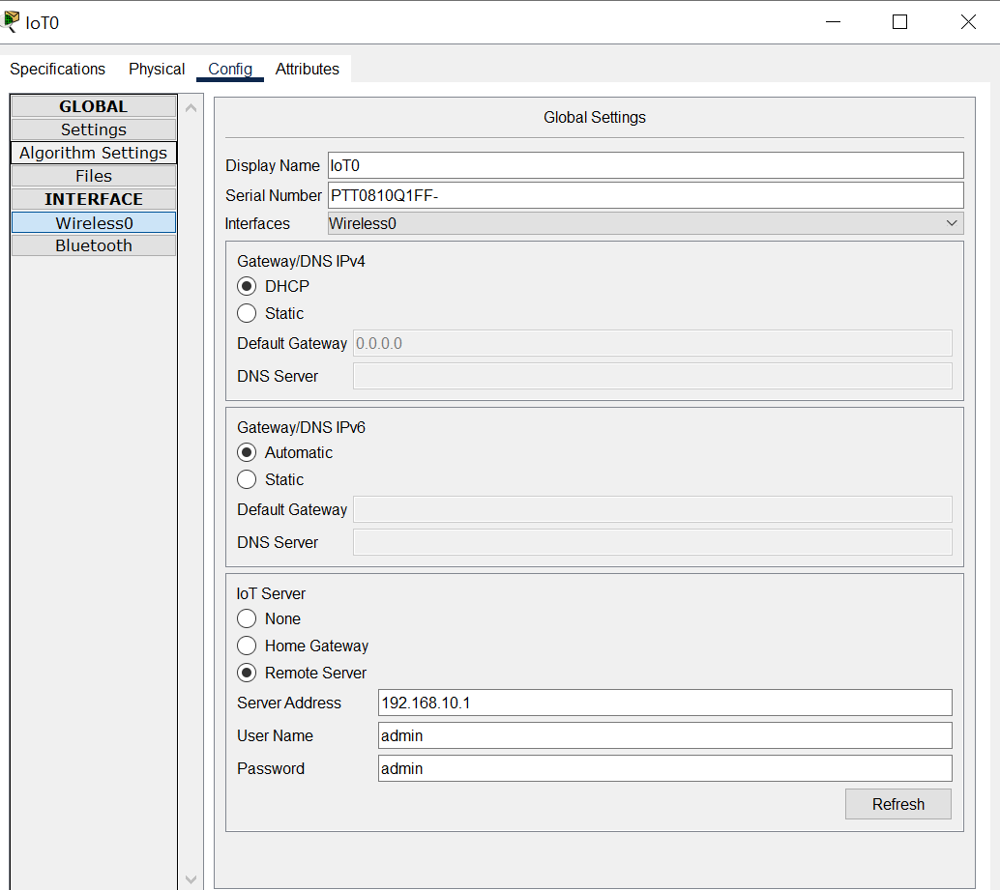 IoT0
Specifications Physical Config Attributes
GLOBAL
Settings
Algorithm Settings
Files
INTERFACE
Wireless0
Bluetooth
Global Settings
Display Name IoT0
Serial Number PTT0810Q1FF-
Interfaces Wireless0
Gateway/DNS IPv4
DHCP
Static
Default Gateway 0.0.0.0
DNS Server
Gateway/DNS IPv6
Automatic
Static
Default Gateway
DNS Server
IoT Server
None
Home Gateway
Remote Server
Server Address 192.168.10.1
User Name admin
Password admin
Refresh